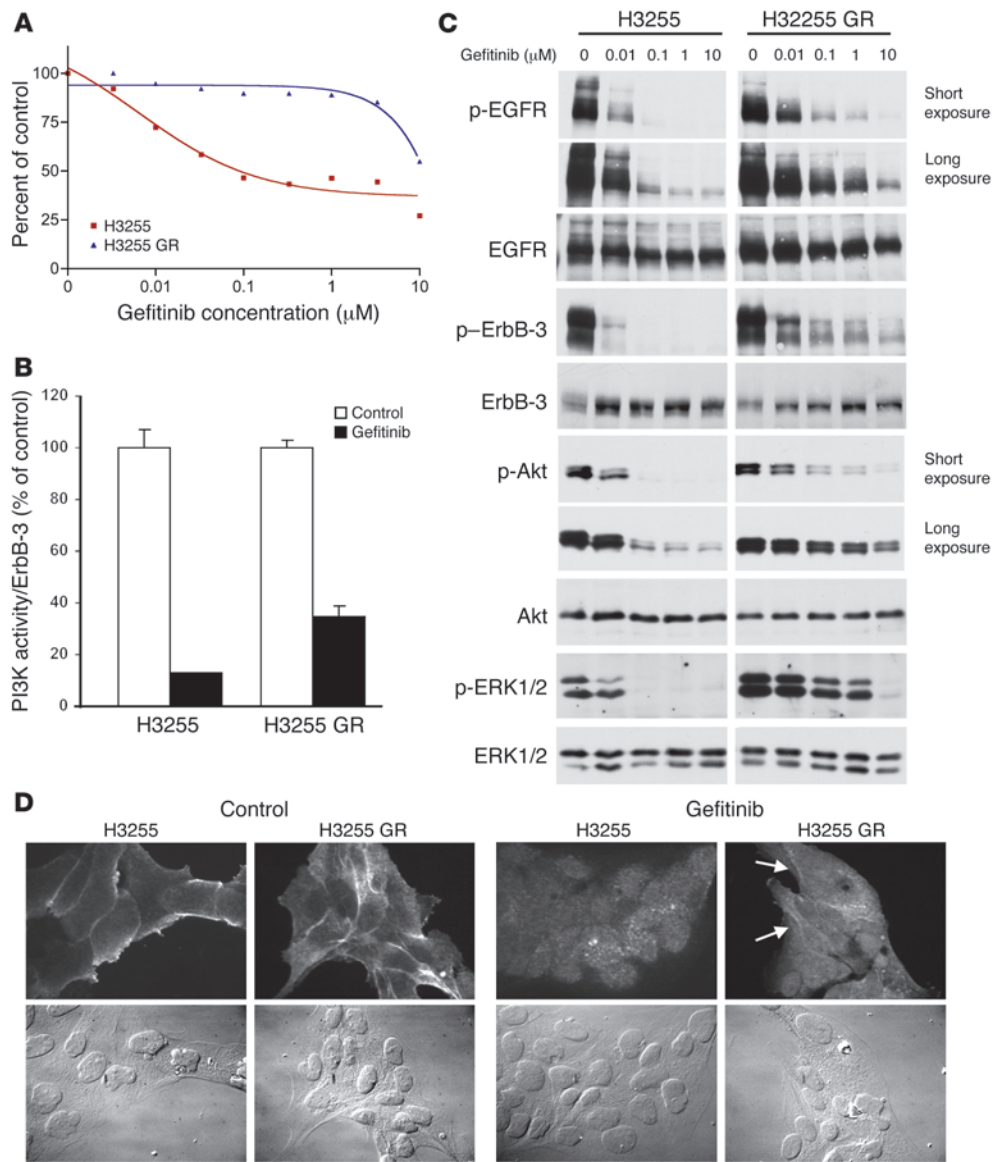 A
Percent of control
100
75
50
25
0
H3255
H3255 GR
0 0.01 0.1 1 10
Gefitinib concentration (μM)
B
PI3K activity/ErbB-3 (% of control)
120
100
80
60
40
20
0
Control
Gefitinib
H3255 H3255 GR
C
H3255 H32255 GR
Gefitinib (μM) 0 0.01 0.1 1 10 0 0.01 0.1 1 10
p-EGFR
Short
exposure
Long
exposure
EGFR
p–ErbB-3
ErbB-3
p-Akt
Short
exposure
Long
exposure
Akt
p-ERK1/2
ERK1/2
D
Control Gefitinib
H3255 H3255 GR H3255 H3255 GR